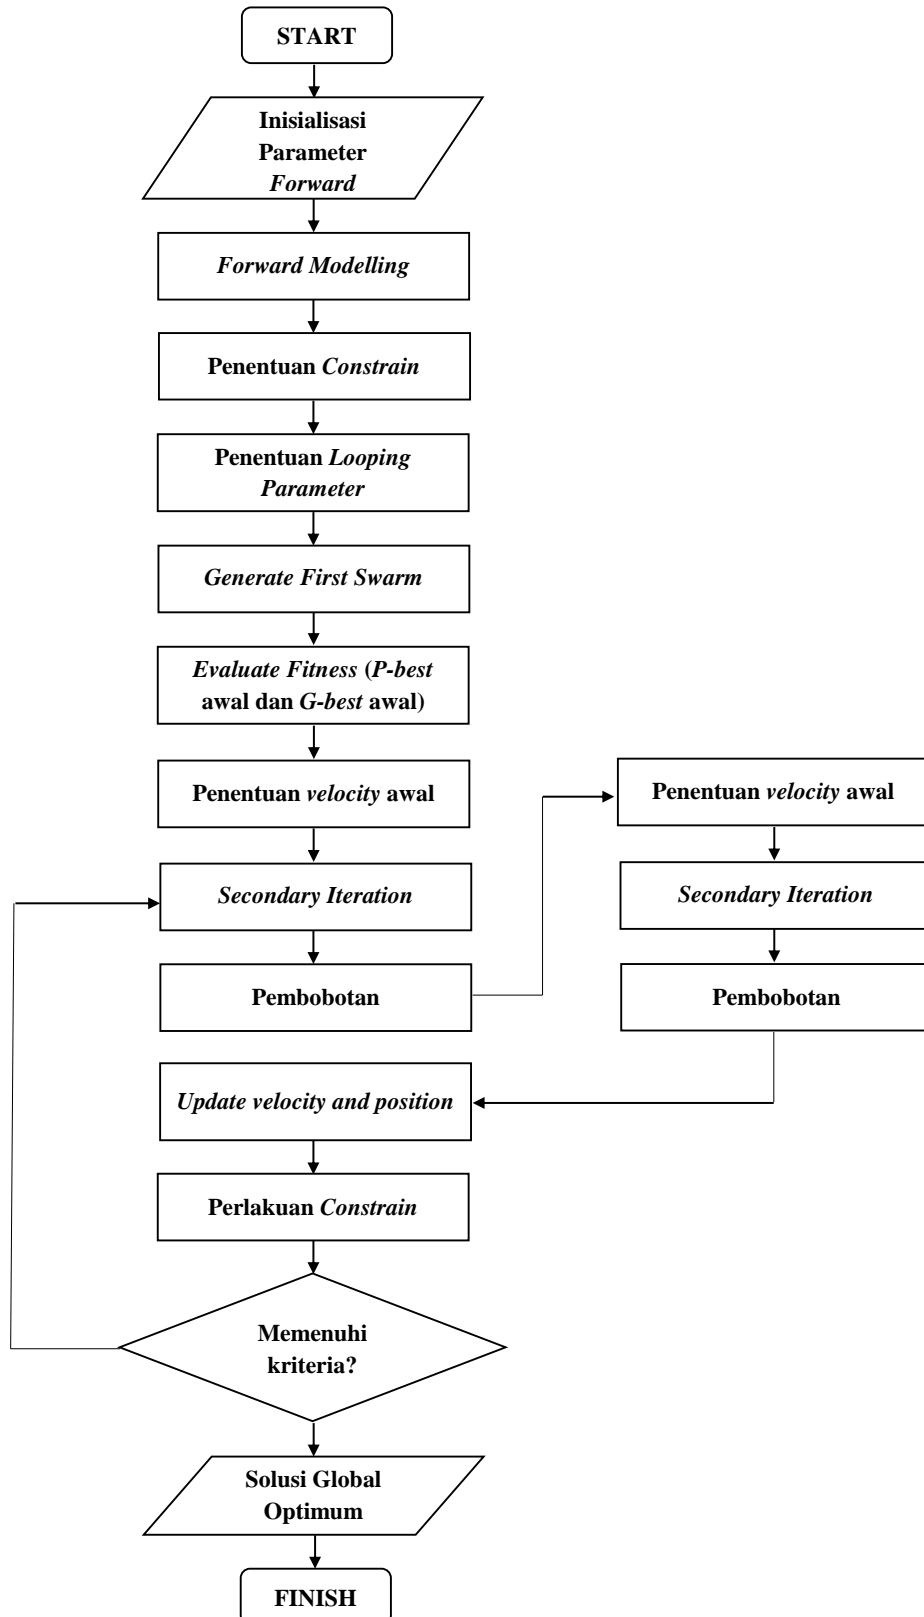 START
Inisialisasi
Parameter
Forward
Forward Modelling
Penentuan Constrain
Penentuan Looping
Parameter
Generate First Swarm
Evaluate Fitness (P-best
awal dan G-best awal)
Penentuan velocity awal
Secondary Iteration
Pembobotan
Penentuan velocity awal
Secondary Iteration
Pembobotan
Update velocity and position
Perlakuan Constrain
Memenuhi
kriteria?
Solusi Global
Optimum
FINISH